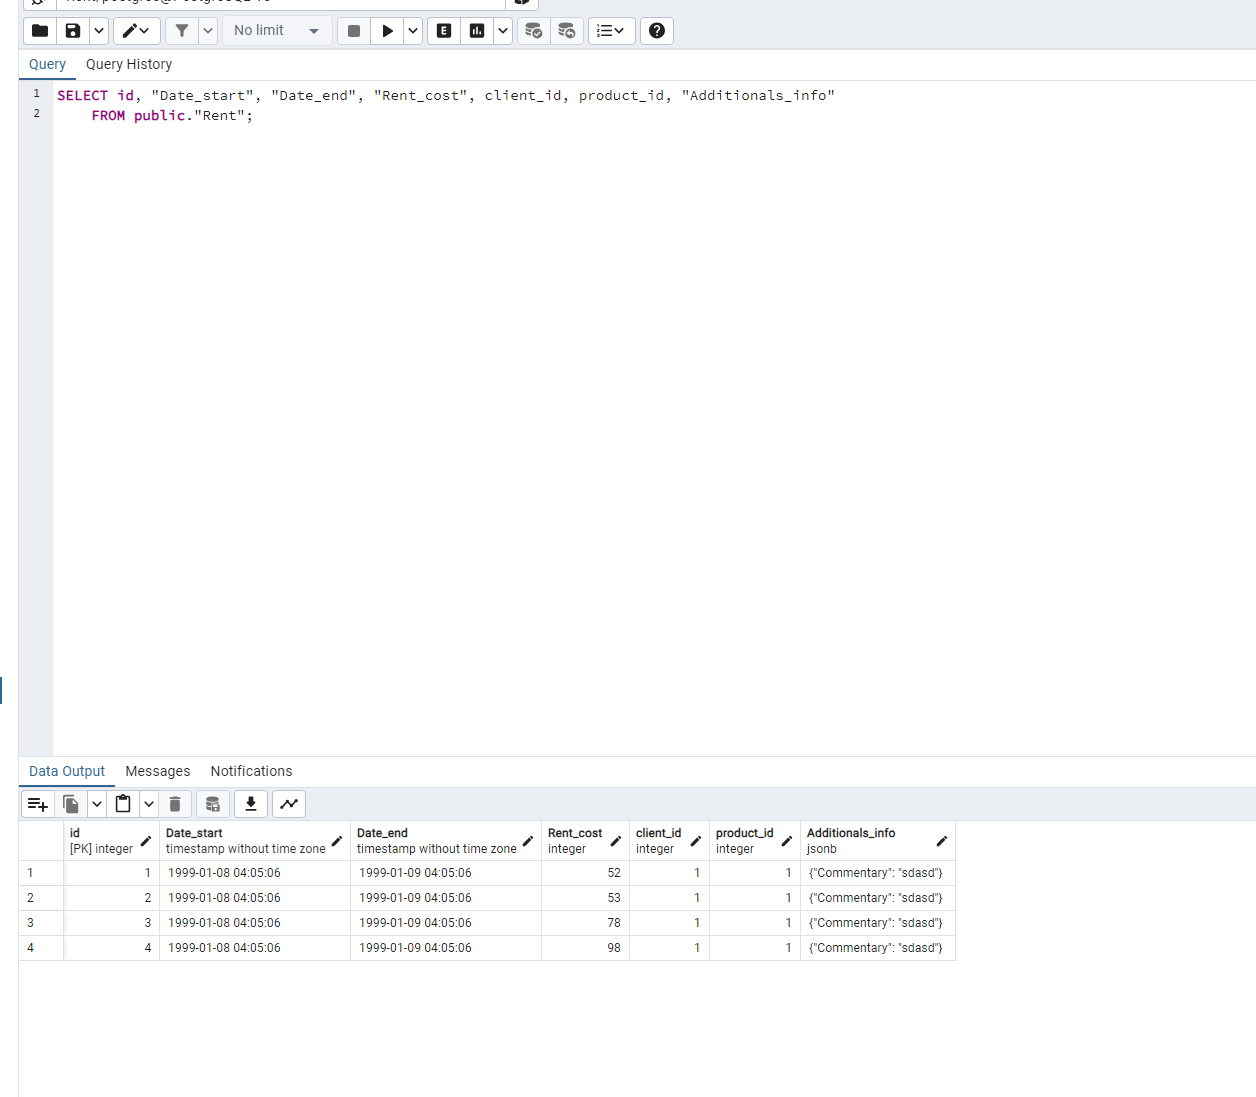 No limit
E
Query Query History
1 SELECT id, "Date_start", "Date_end", "Rent_cost", client_id, product_id, "Additionals_info"
2 FROM public."Rent";
Data Output Messages Notifications
id Date_start Date_end Rent_cost client_id product_id Additionals_info
[PK] integer timestamp without time zone timestamp without time zone integer integer integer jsonb
1 1 1999-01-08 04:05:06 1999-01-09 04:05:06 52 1 1 {"Commentary": "sdasd"}
2 2 1999-01-08 04:05:06 1999-01-09 04:05:06 53 1 1 {"Commentary": "sdasd"}
3 3 1999-01-08 04:05:06 1999-01-09 04:05:06 78 1 1 {"Commentary": "sdasd"}
4 4 1999-01-08 04:05:06 1999-01-09 04:05:06 98 1 1 {"Commentary": "sdasd"}